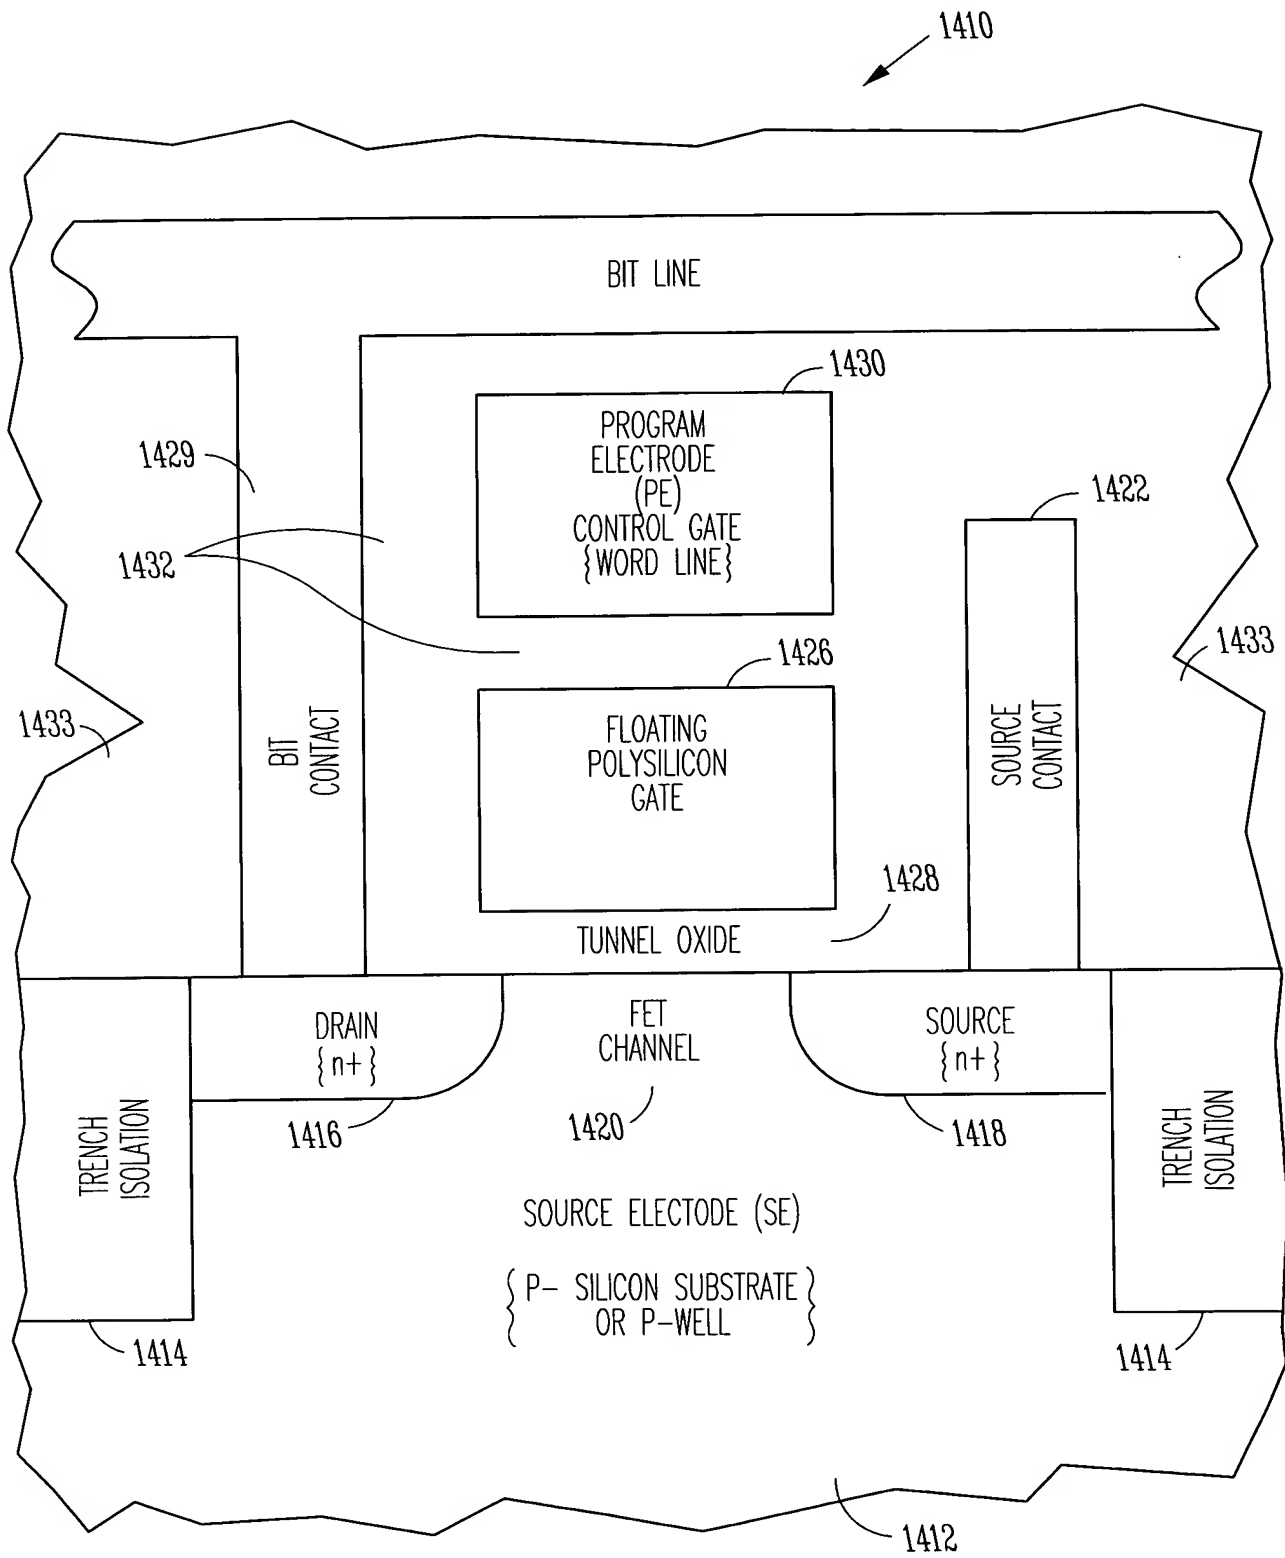 1410
BIT LINE
1430
PROGRAM
ELECTRODE
(PE)
CONTROL GATE
{WORD LINE}
1429
1422
1432
1426
1433
1433
BIT
CONTACT
FLOATING
POLYSILICON
GATE
SOURCE
CONTACT
1428
TUNNEL OXIDE
DRAIN
{n+}
FET
CHANNEL
SOURCE
{n+}
TRENCH
ISOLATION
TRENCH
ISOLATION
1416
1420
1418
SOURCE ELECTODE (SE)
{P- SILICON SUBSTRATE
OR P-WELL}
1414
1414
1412